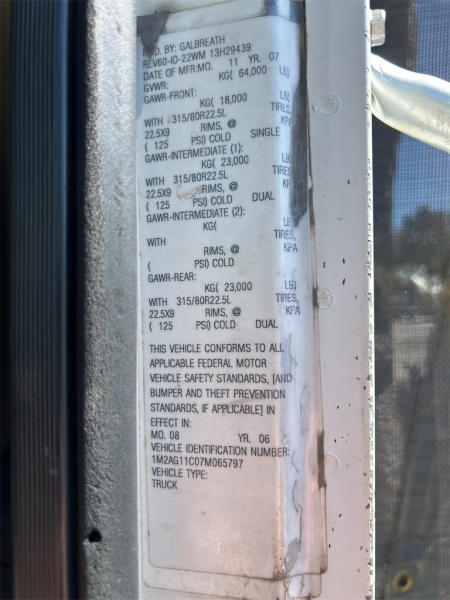 MFD. BY: GALBREATH
REV60-IO-22WM 13H29439
DATE OF MFR:MO. 11 YR. 07
GVWR: KG( 64,000 LB)
GAWR-FRONT:
KG( 18,000 LB)
WITH 315/80R22.5L TIRES,
22.5X9 RIMS, @ KPA
( 125 PSI) COLD SINGLE
GAWR-INTERMEDIATE (1):
KG( 23,000 LB)
WITH 315/80R22.5L TIRES,
22.5X9 RIMS, @ KPA
( 125 PSI) COLD DUAL
GAWR-INTERMEDIATE (2):
KG( LB)
WITH TIRES,
RIMS, @ KPA
( PSI) COLD
GAWR-REAR:
KG( 23,000 LB)
WITH 315/80R22.5L TIRES,
22.5X9 RIMS, @ KPA
( 125 PSI) COLD DUAL
THIS VEHICLE CONFORMS TO ALL
APPLICABLE FEDERAL MOTOR
VEHICLE SAFETY STANDARDS, [AND
BUMPER AND THEFT PREVENTION
STANDARDS, IF APPLICABLE] IN
EFFECT IN:
MO. 08 YR. 06
VEHICLE IDENTIFICATION NUMBER:
1M2AG11C07M065797
VEHICLE TYPE:
TRUCK